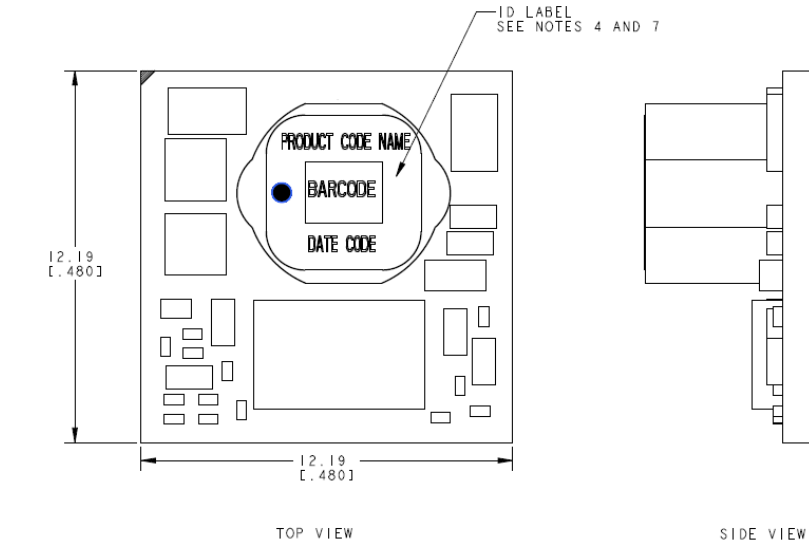 ID LABEL
SEE NOTES 4 AND 7
PRODUCT CODE NAME
BARCODE
DATE CODE
12.19
[.480]
12.19
[.480]
TOP VIEW
SIDE VIEW